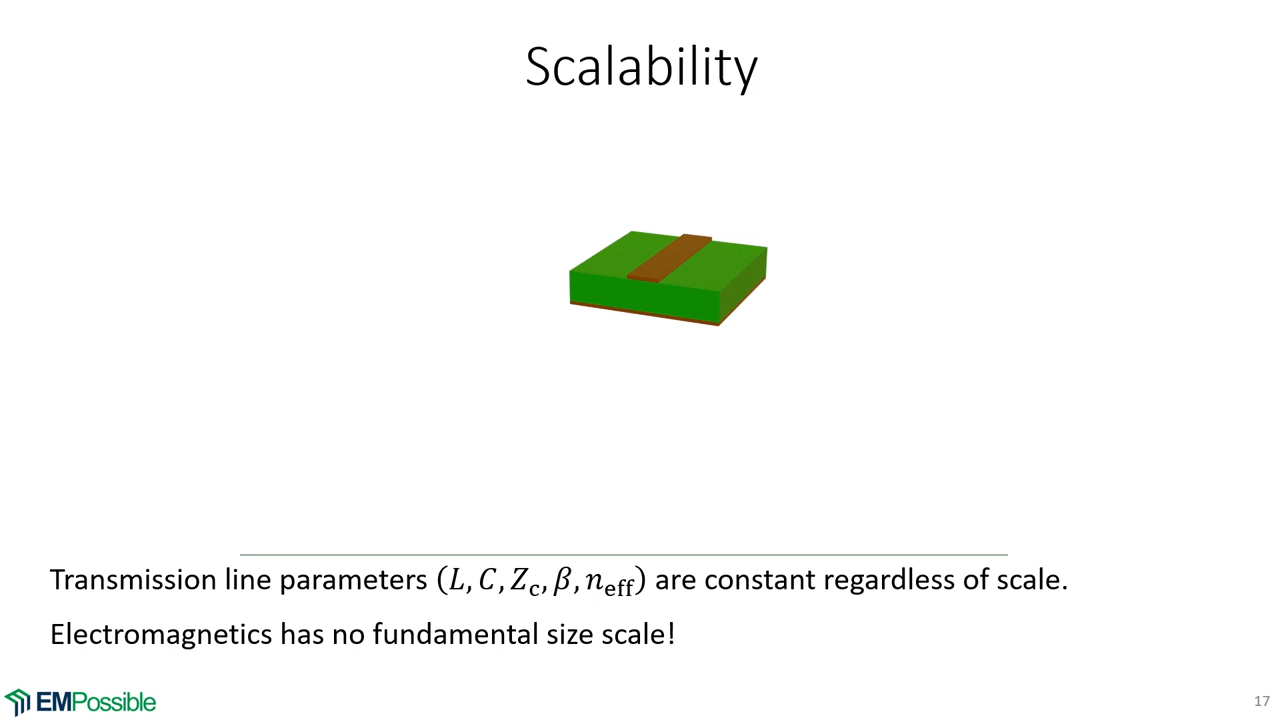 Scalability
Transmission line parameters (L, C, Z_c, β, n_eff) are constant regardless of scale.
Electromagnetics has no fundamental size scale!
EMPossible
17